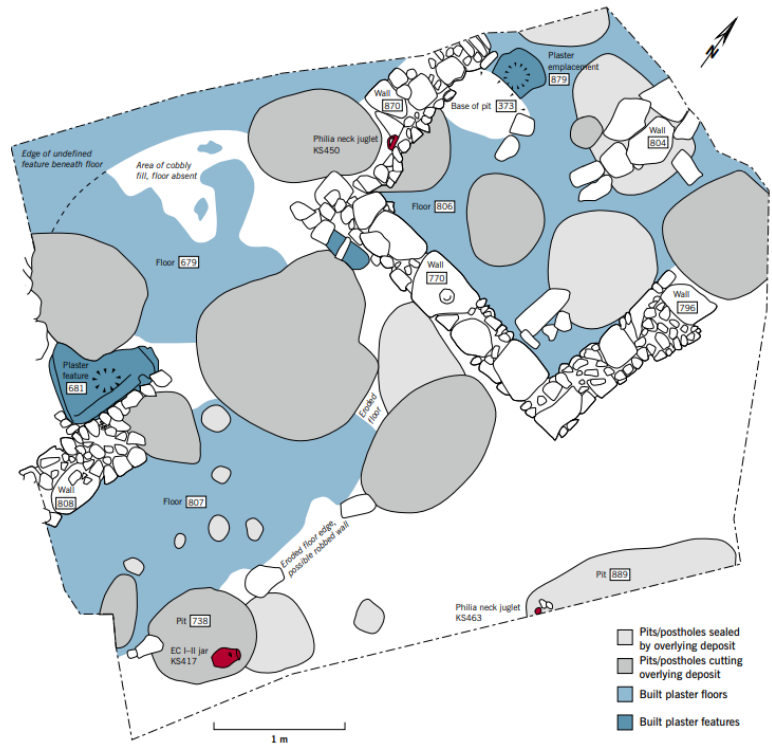 N
Plaster
emplacement
879
Wall
870
Base of pit 373
Wall
804
Philia neck juglet
KS450
Edge of undefined
feature beneath floor
Area of cobbly
fill, floor absent
Floor 806
Floor 679
Wall
770
Wall
796
Plaster
feature
681
Eroded
floor
Wall
808
Floor 807
Eroded floor edge,
possible robbed wall
Pit 889
Philia neck juglet
KS463
Pit 738
EC I–II jar
KS417
Pits/postholes sealed
by overlying deposit
Pits/postholes cutting
overlying deposit
Built plaster floors
Built plaster features
1 m